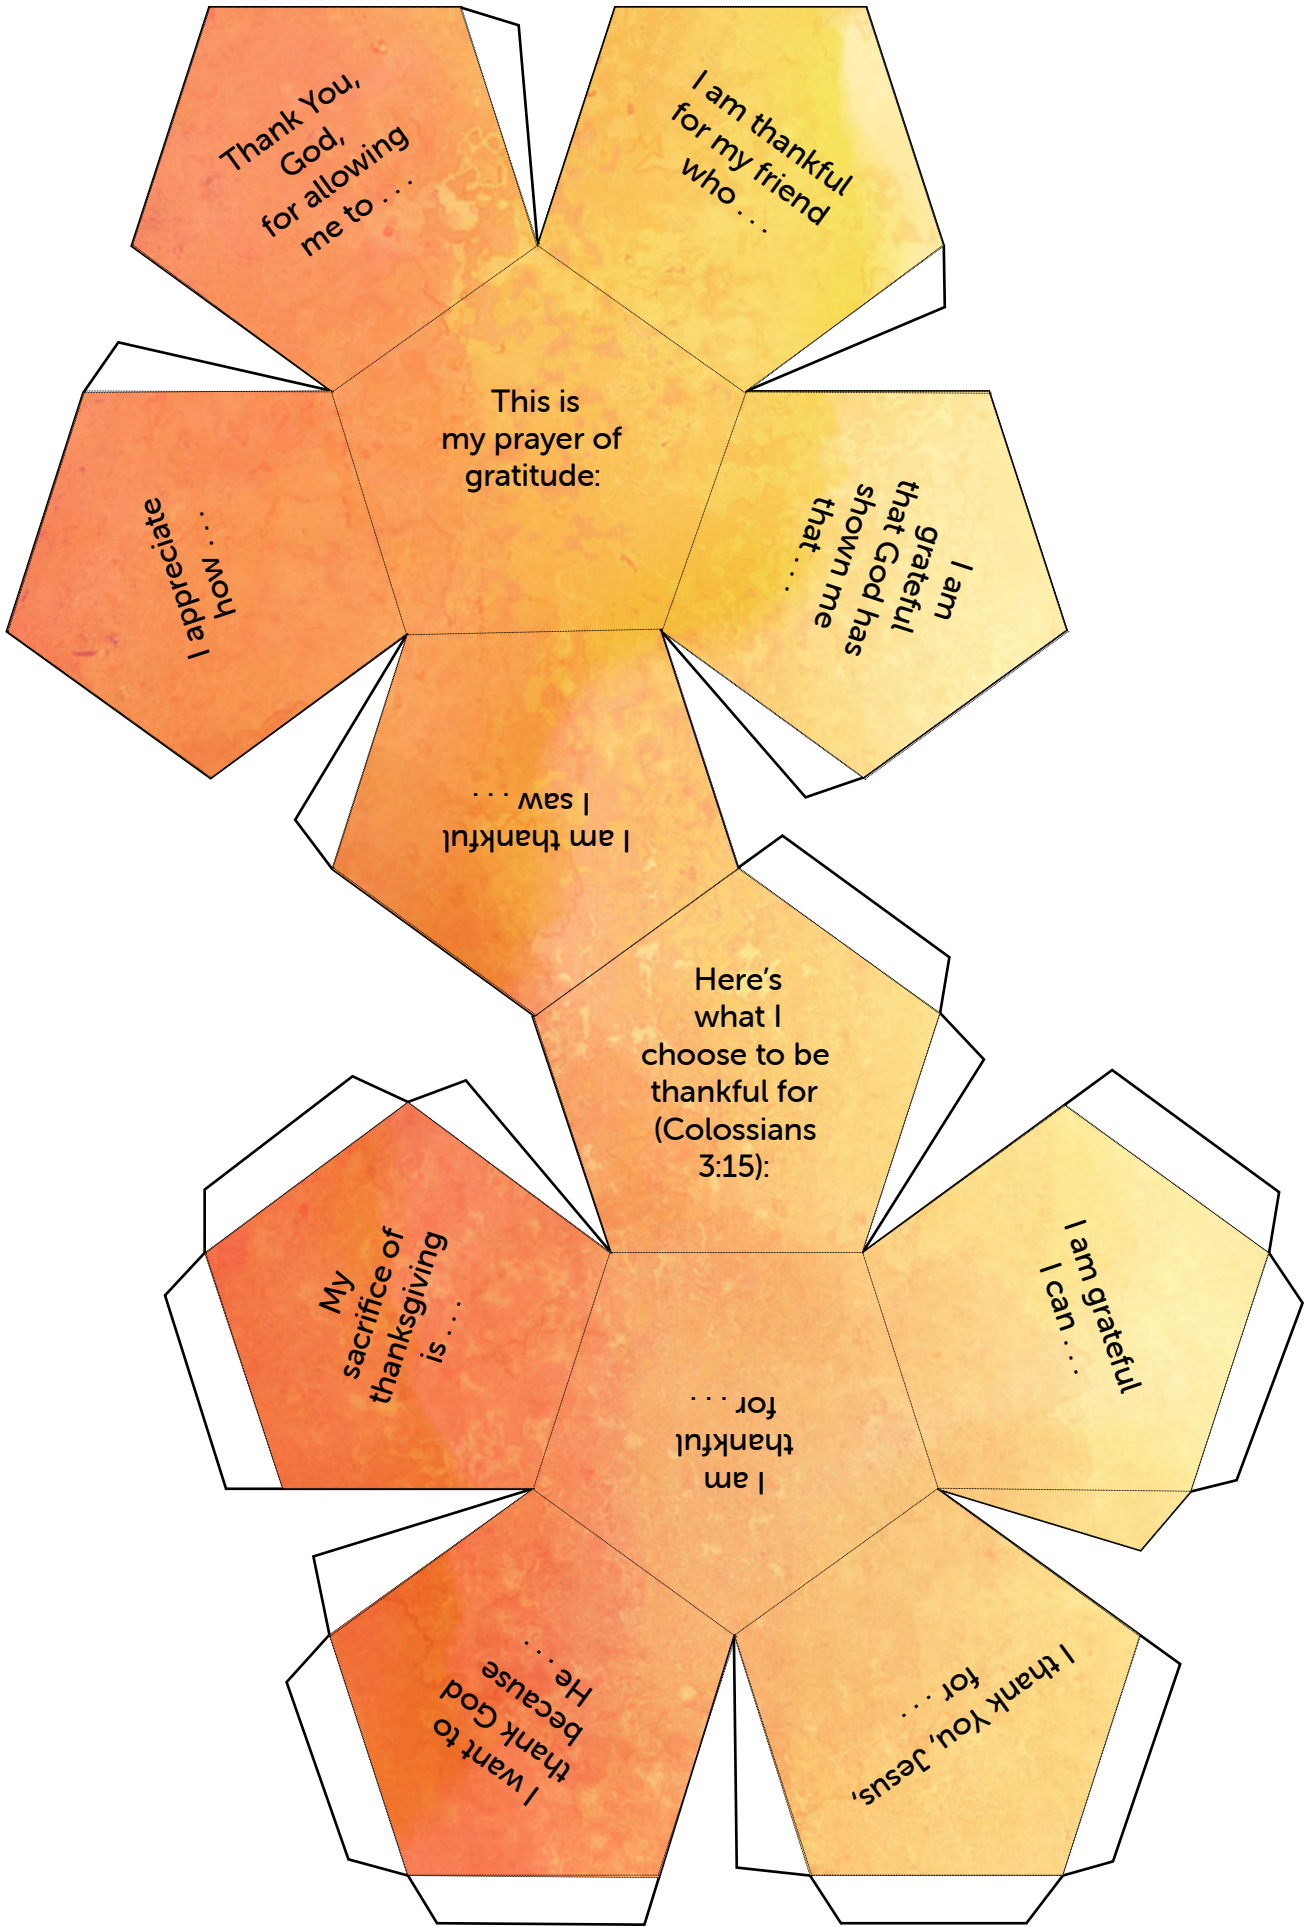 Thank You,
God,
for allowing
me to . . .
I am thankful
for my friend
who . . .
This is
my prayer of
gratitude:
I appreciate
how . . .
I am
grateful
that God has
shown me
that . . .
I am thankful
I saw . . .
Here’s
what I
choose to be
thankful for
(Colossians
3:15):
My
sacrifice of
thanksgiving
is . . .
I am grateful
I can . . .
I am
thankful
for . . .
I want to
thank God
because
He . . .
I thank You, Jesus,
for . . .